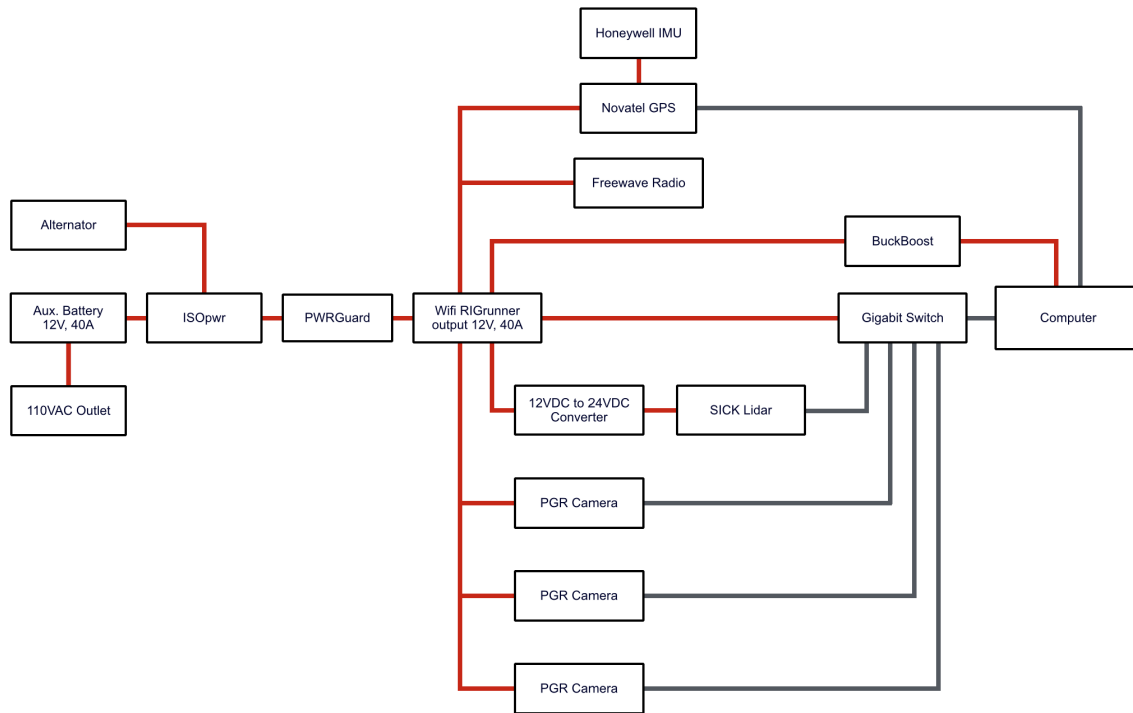 Honeywell IMU
Novatel GPS
Freewave Radio
Alternator
BuckBoost
Aux. Battery
12V, 40A
ISOpwr
PWRGuard
Wifi RIGrunner
output 12V, 40A
Gigabit Switch
Computer
110VAC Outlet
12VDC to 24VDC
Converter
SICK Lidar
PGR Camera
PGR Camera
PGR Camera